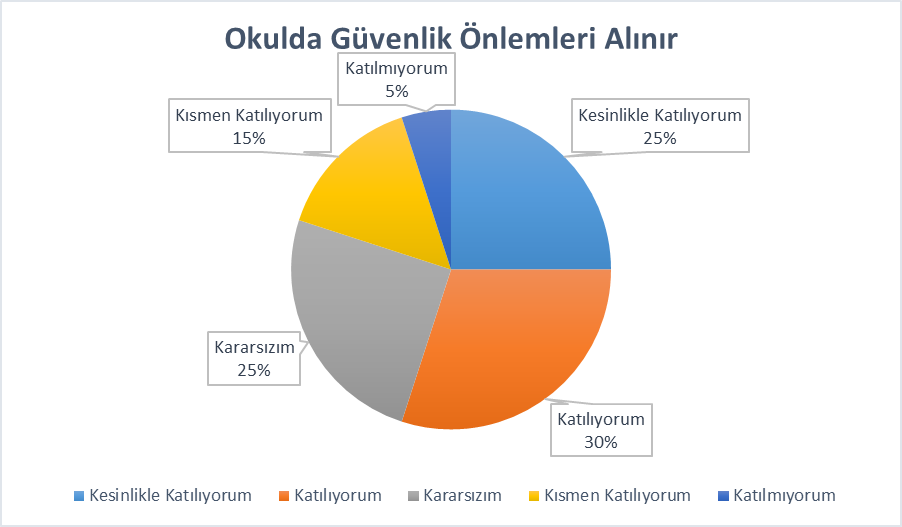 Okulda Güvenlik Önlemleri Alınır
Katılmıyorum
5%
Kısmen Katılıyorum
15%
Kesinlikle Katılıyorum
25%
Kararsızım
25%
Katılıyorum
30%
Kesinlikle Katılıyorum Katılıyorum Kararsızım Kısmen Katılıyorum Katılmıyorum